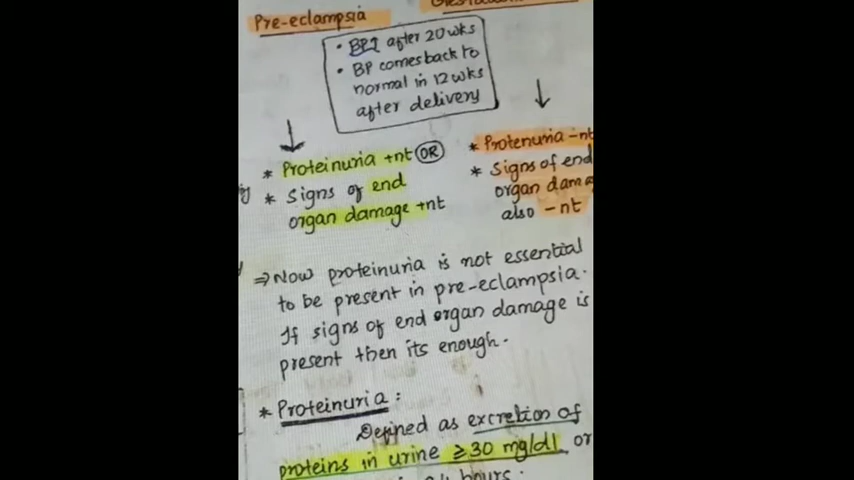 Pre-eclampsia
• BP↑ after 20 wks
• BP comes back to
normal in 12 wks
after delivery
* Proteinuria +nt OR
* Signs of end
organ damage +nt
* Protenuria -nt
* Signs of end
organ dama
also -nt
⇒ Now proteinuria is not essential
to be present in pre-eclampsia.
If signs of end organ damage is
present then its enough.
* Proteinuria :
Defined as excretion of
proteins in urine ≥30 mg/dl or
hours.